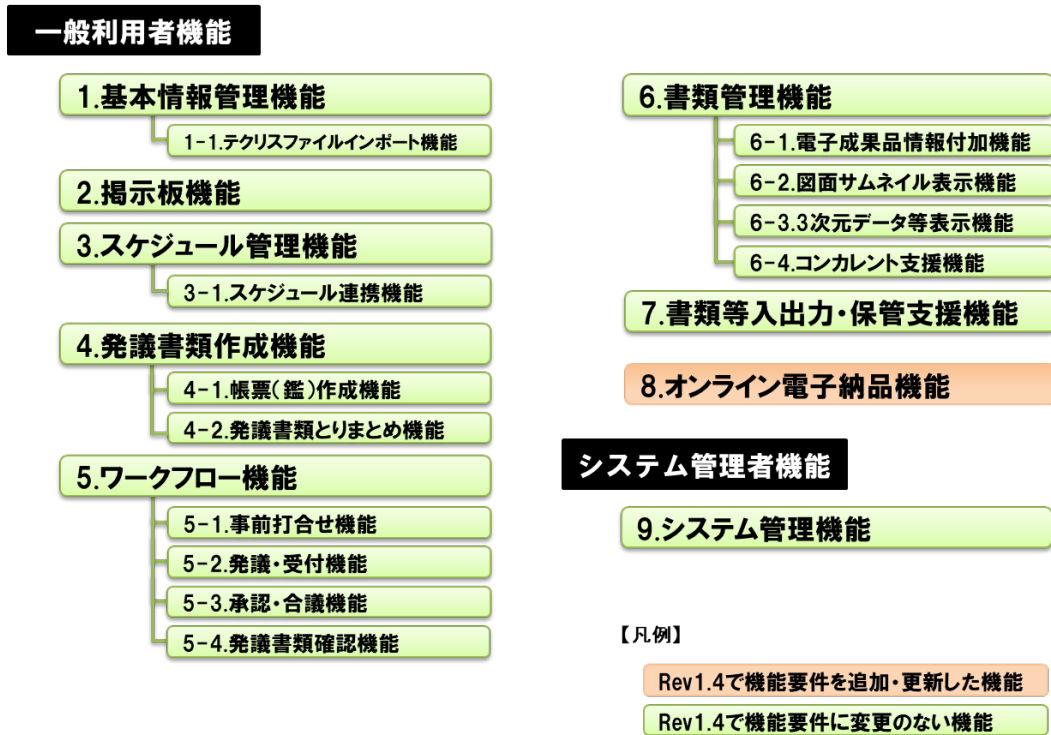 一般利用者機能
1.基本情報管理機能
1-1.テクリスファイルインポート機能
2.掲示板機能
3.スケジュール管理機能
3-1.スケジュール連携機能
4.発議書類作成機能
4-1.帳票(鑑)作成機能
4-2.発議書類とりまとめ機能
5.ワークフロー機能
5-1.事前打合せ機能
5-2.発議・受付機能
5-3.承認・合議機能
5-4.発議書類確認機能
6.書類管理機能
6-1.電子成果品情報付加機能
6-2.図面サムネイル表示機能
6-3.3次元データ等表示機能
6-4.コンカレント支援機能
7.書類等入出力・保管支援機能
8.オンライン電子納品機能
システム管理者機能
9.システム管理機能
【凡例】
Rev1.4で機能要件を追加・更新した機能
Rev1.4で機能要件に変更のない機能